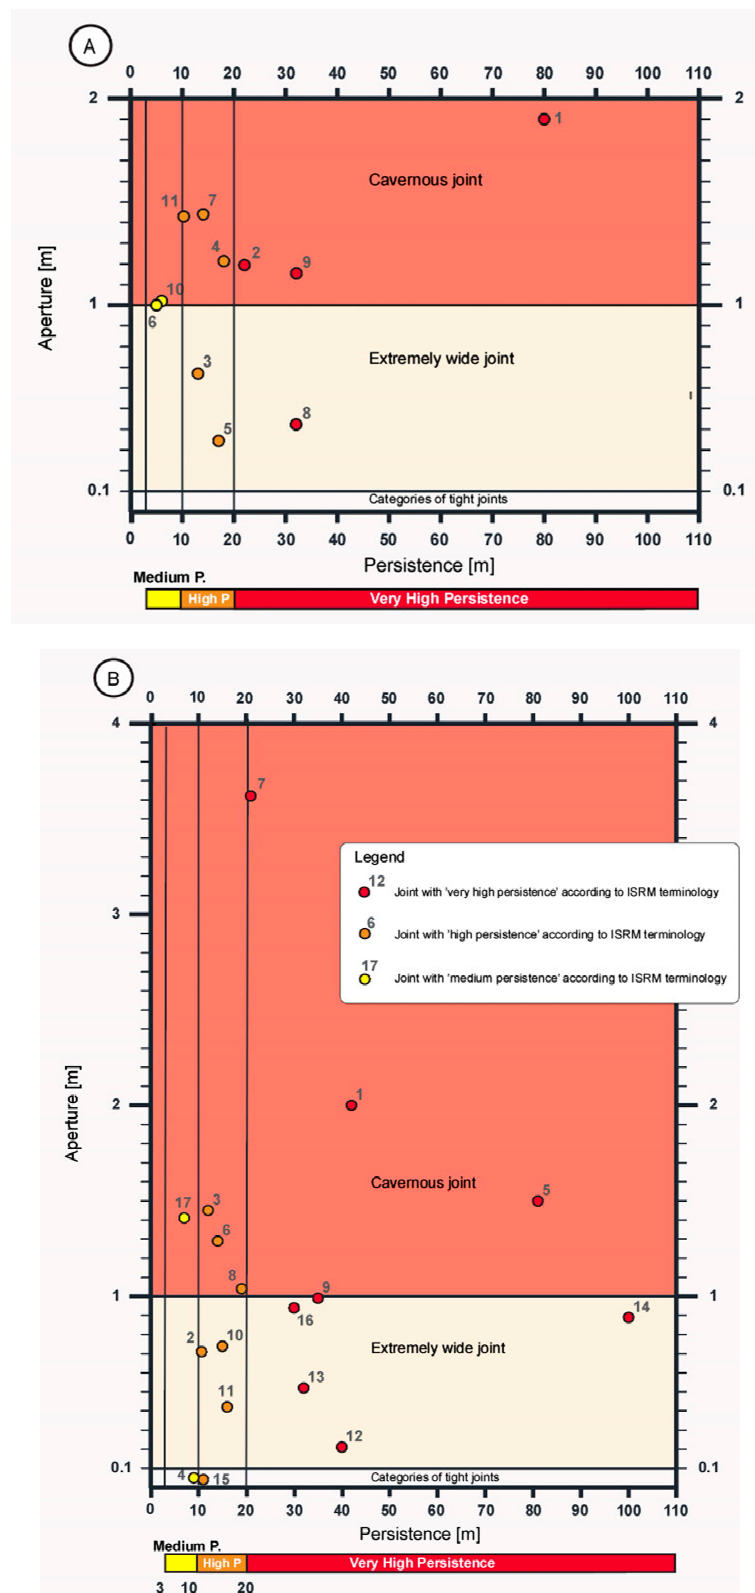 A
0 10 20 30 40 50 60 70 80 90 100 110
2 2
1
Cavernous joint
11 7
4 2 9
10
1 1
6
Aperture [m]
Extremely wide joint
3
8
5
0.1 0.1
Categories of tight joints
0 10 20 30 40 50 60 70 80 90 100 110
Persistence [m]
Medium P.
High P Very High Persistence
B
0 10 20 30 40 50 60 70 80 90 100 110
4 4
7
Legend
12 Joint with 'very high persistence' according to ISRM terminology
6 Joint with 'high persistence' according to ISRM terminology
17 Joint with 'medium persistence' according to ISRM terminology
3
Aperture [m]
1
2 2
Cavernous joint
5
17 3
6
8 9
1 1
16 14
2 10
Extremely wide joint
13
11
12
0.1 0.1
4 15 Categories of tight joints
0 10 20 30 40 50 60 70 80 90 100 110
Persistence [m]
Medium P.
High P Very High Persistence
3 10 20